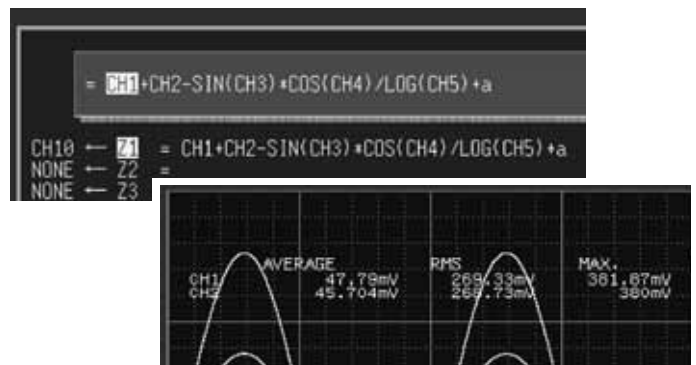 = CH1+CH2-SIN(CH3)*COS(CH4)/LOG(CH5)+a
CH10 ← Z1 = CH1+CH2-SIN(CH3)*COS(CH4)/LOG(CH5)+a
NONE ← Z2 =
NONE ← Z3
AVERAGE RMS MAX.
CH1 47.79mV 269.33mV 381.87mV
CH2 45.704mV 268.73mV 380mV